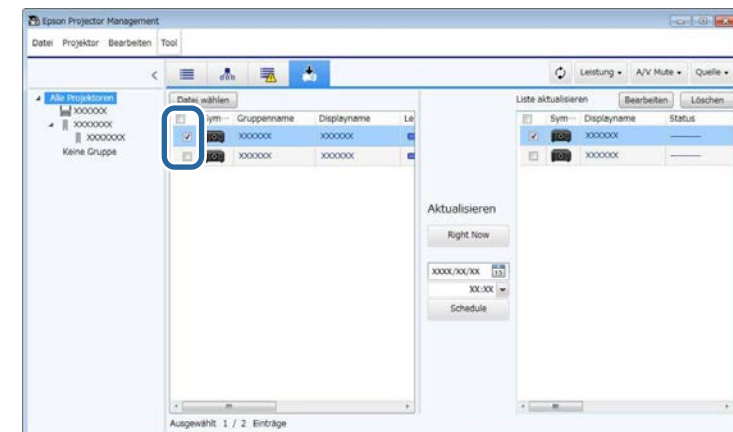 Epson Projector Management
Datei Projektor Bearbeiten Tool
Leistung A/V Mute Quelle
Alle Projektoren
XXXXXX
XXXXXXX
XXXXXXX
Keine Gruppe
Datei wählen
Sym... Gruppenname Displayname Le
XXXXXX XXXXXX
XXXXXX XXXXXX
Aktualisieren
Right Now
XXXX/XX/XX 15
XX:XX
Schedule
Liste aktualisieren Bearbeiten Löschen
Sym... Displayname Status
XXXXXX ———
XXXXXX ———
Ausgewählt 1 / 2 Einträge